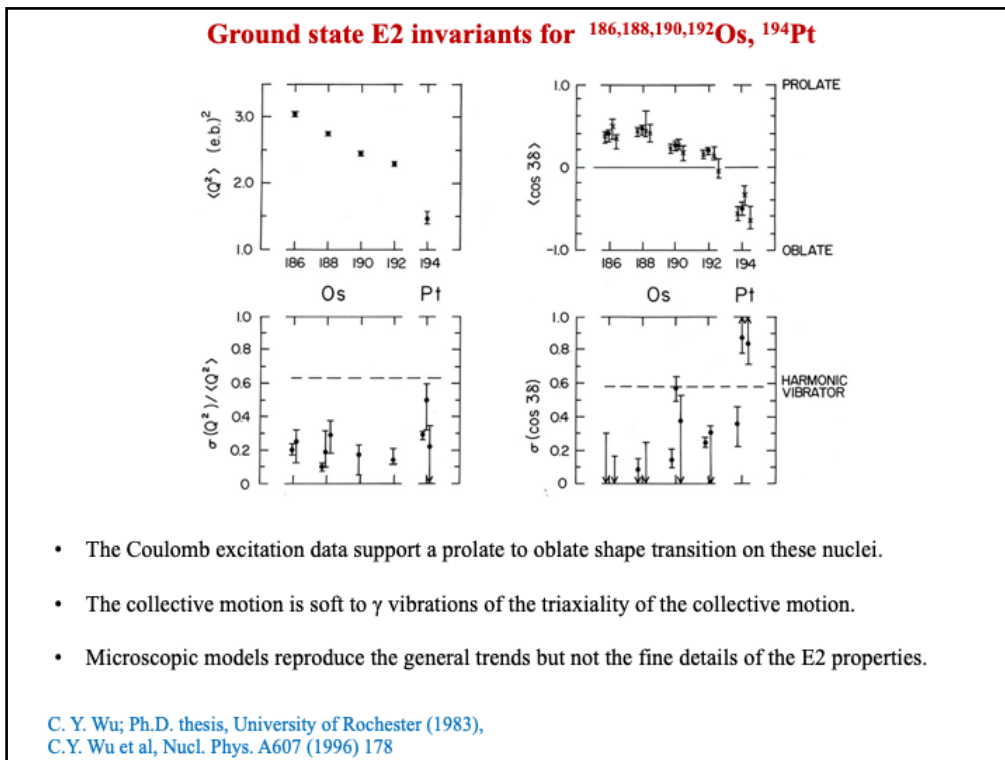 Ground state E2 invariants for ¹⁸⁶,¹⁸⁸,¹⁹⁰,¹⁹²Os, ¹⁹⁴Pt
⟨Q²⟩ (e.b.)²
3.0
2.0
1.0
186 188 190 192 194
Os Pt
⟨cos 3δ⟩
1.0
0
-1.0
PROLATE
OBLATE
186 188 190 192 194
Os Pt
σ(Q²)/⟨Q²⟩
1.0
0.8
0.6
0.4
0.2
0
σ(cos 3δ)
1.0
0.8
0.6
0.4
0.2
0
HARMONIC
VIBRATOR
• The Coulomb excitation data support a prolate to oblate shape transition on these nuclei.
• The collective motion is soft to γ vibrations of the triaxiality of the collective motion.
• Microscopic models reproduce the general trends but not the fine details of the E2 properties.
C. Y. Wu; Ph.D. thesis, University of Rochester (1983),
C.Y. Wu et al, Nucl. Phys. A607 (1996) 178